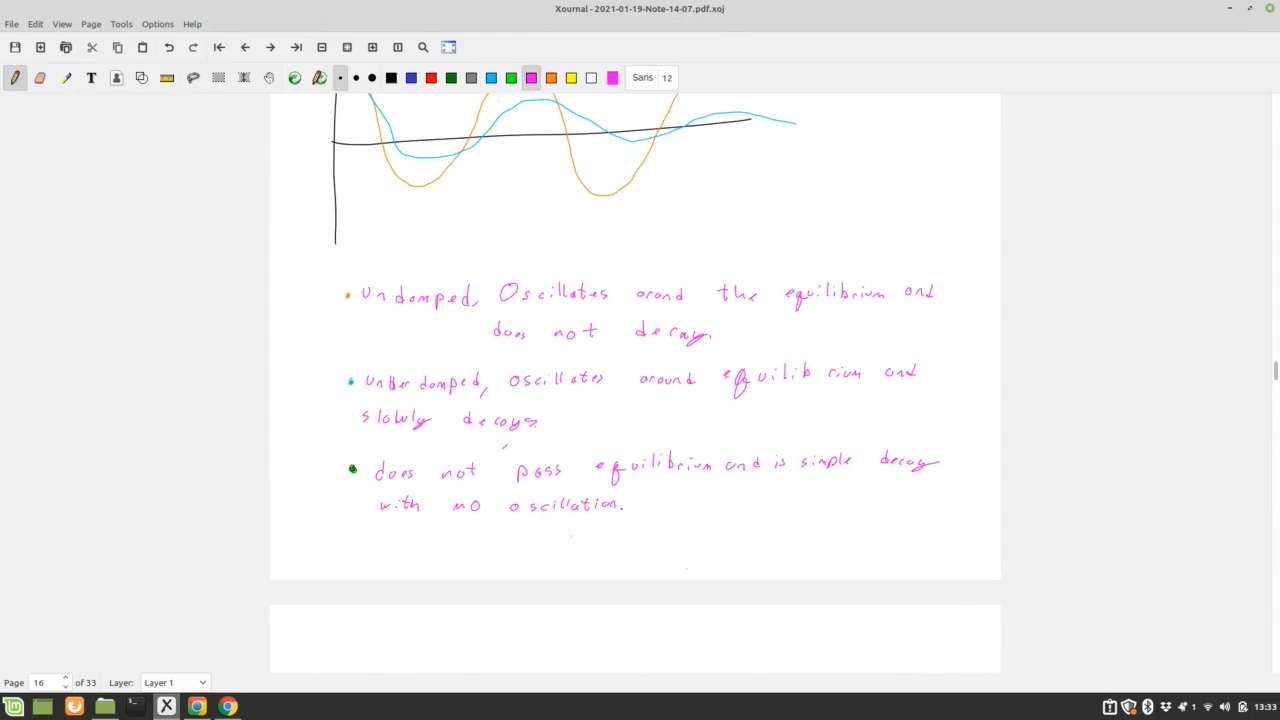 Xournal - 2021-01-19-Note-14-07.pdf.xoj
File Edit View Page Tools Options Help
Sans 12
Undamped, Oscillates arond the equilibrium and
does not decay.
Underdamped, oscillates around equilibrium and
slowly decays.
does not pass equilibrium and is simple decay
with no oscillation.
Page 16 of 33 Layer: Layer 1
1 13:33